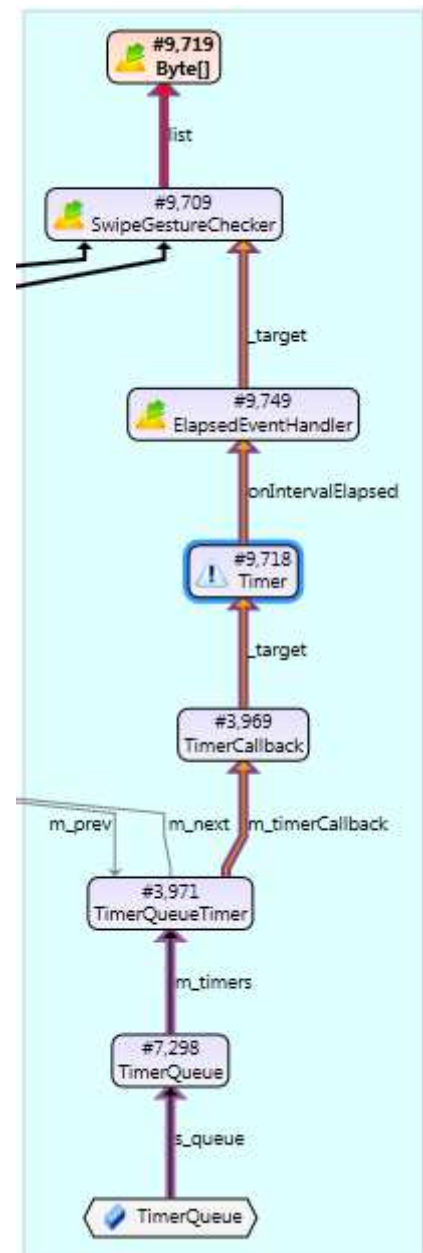 #9,719
Byte[]
list
#9,709
SwipeGestureChecker
_target
#9,749
ElapsedEventHandler
onIntervalElapsed
#9,718
Timer
_target
#3,969
TimerCallback
m_prev m_next m_timerCallback
#3,971
TimerQueueTimer
m_timers
#7,298
TimerQueue
s_queue
TimerQueue